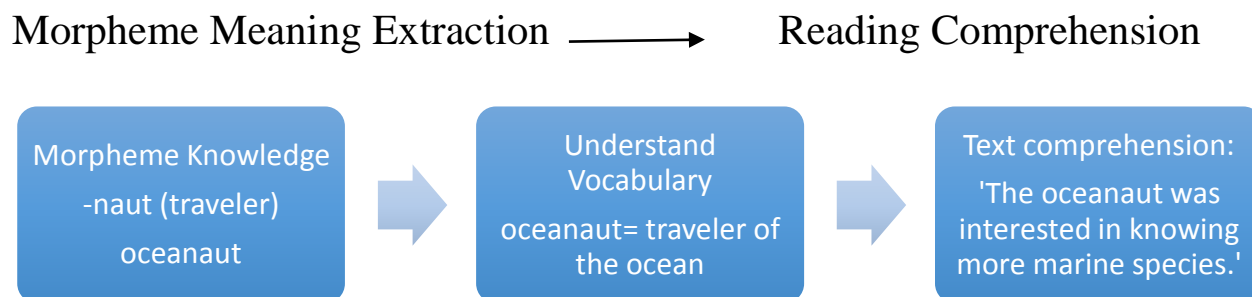 Morpheme Meaning Extraction
Reading Comprehension
Morpheme Knowledge
-naut (traveler)
oceanaut
Understand
Vocabulary
oceanaut= traveler of
the ocean
Text comprehension:
'The oceanaut was
interested in knowing
more marine species.'